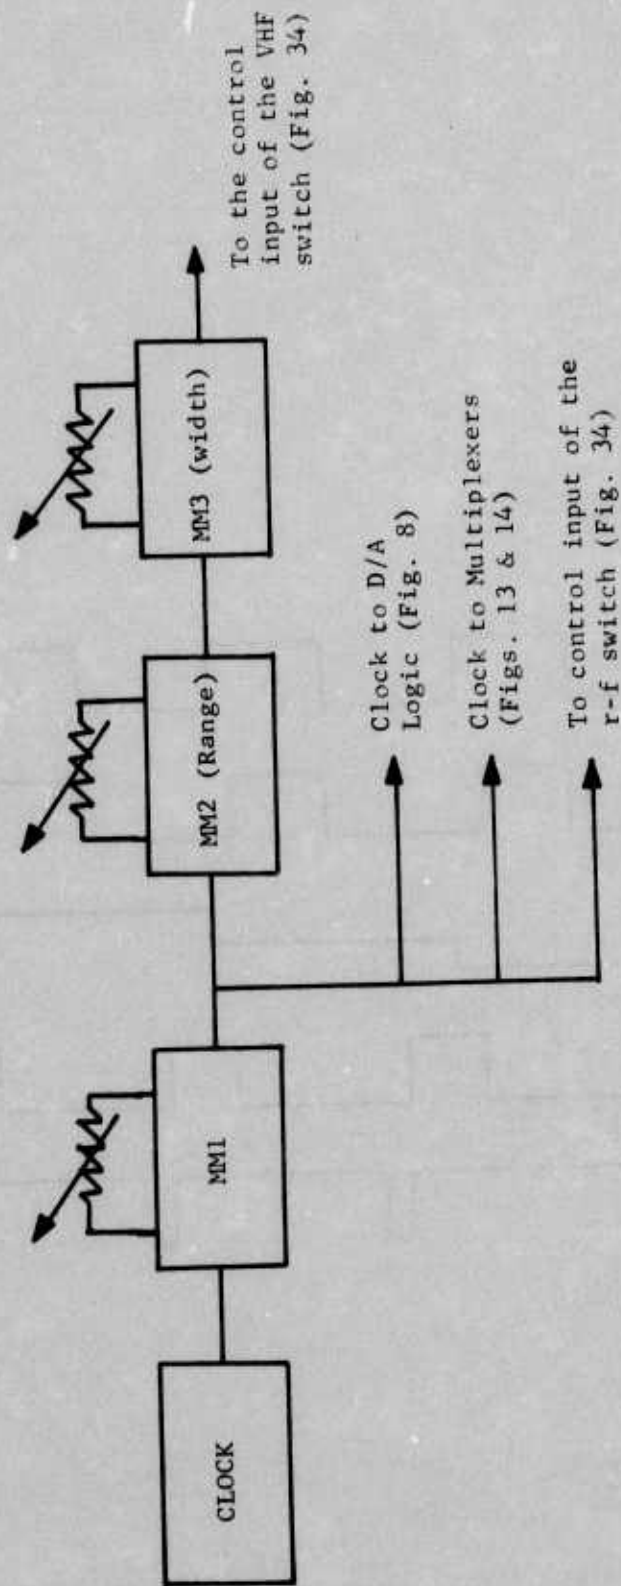 CLOCK
MM1
MM2 (Range)
MM3 (width)
To the control
input of the VHF
switch (Fig. 34)
Clock to D/A
Logic (Fig. 8)
Clock to Multiplexers
(Figs. 13 & 14)
To control input of the
r-f switch (Fig. 34)